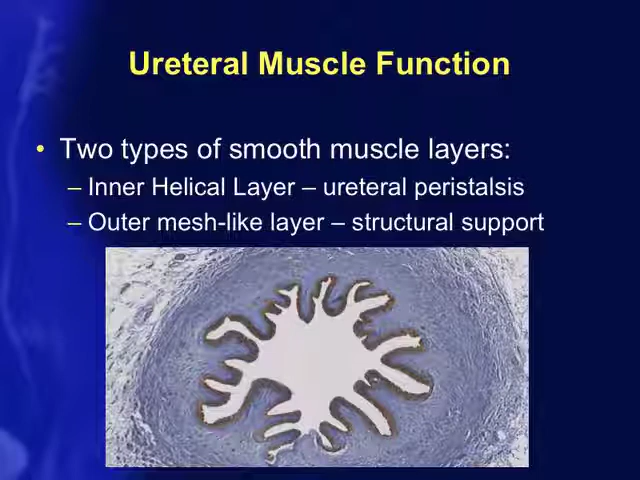 Ureteral Muscle Function
• Two types of smooth muscle layers:
– Inner Helical Layer – ureteral peristalsis
– Outer mesh-like layer – structural support